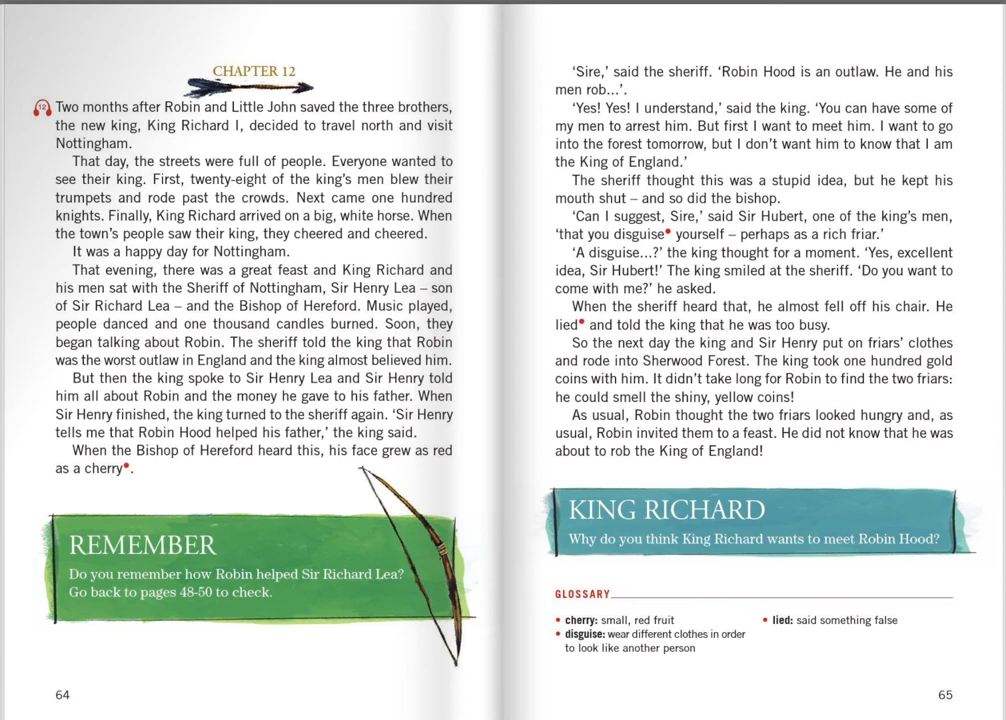 CHAPTER 12
12
Two months after Robin and Little John saved the three brothers,
the new king, King Richard I, decided to travel north and visit
Nottingham.
That day, the streets were full of people. Everyone wanted to
see their king. First, twenty-eight of the king's men blew their
trumpets and rode past the crowds. Next came one hundred
knights. Finally, King Richard arrived on a big, white horse. When
the town's people saw their king, they cheered and cheered.
It was a happy day for Nottingham.
That evening, there was a great feast and King Richard and
his men sat with the Sheriff of Nottingham, Sir Henry Lea – son
of Sir Richard Lea – and the Bishop of Hereford. Music played,
people danced and one thousand candles burned. Soon, they
began talking about Robin. The sheriff told the king that Robin
was the worst outlaw in England and the king almost believed him.
But then the king spoke to Sir Henry Lea and Sir Henry told
him all about Robin and the money he gave to his father. When
Sir Henry finished, the king turned to the sheriff again. 'Sir Henry
tells me that Robin Hood helped his father,' the king said.
When the Bishop of Hereford heard this, his face grew as red
as a cherry•.
REMEMBER
Do you remember how Robin helped Sir Richard Lea?
Go back to pages 48-50 to check.
64
'Sire,' said the sheriff. 'Robin Hood is an outlaw. He and his
men rob...'.
'Yes! Yes! I understand,' said the king. 'You can have some of
my men to arrest him. But first I want to meet him. I want to go
into the forest tomorrow, but I don't want him to know that I am
the King of England.'
The sheriff thought this was a stupid idea, but he kept his
mouth shut – and so did the bishop.
'Can I suggest, Sire,' said Sir Hubert, one of the king's men,
'that you disguise• yourself – perhaps as a rich friar.'
'A disguise...?' the king thought for a moment. 'Yes, excellent
idea, Sir Hubert!' The king smiled at the sheriff. 'Do you want to
come with me?' he asked.
When the sheriff heard that, he almost fell off his chair. He
lied• and told the king that he was too busy.
So the next day the king and Sir Henry put on friars' clothes
and rode into Sherwood Forest. The king took one hundred gold
coins with him. It didn't take long for Robin to find the two friars:
he could smell the shiny, yellow coins!
As usual, Robin thought the two friars looked hungry and, as
usual, Robin invited them to a feast. He did not know that he was
about to rob the King of England!
KING RICHARD
Why do you think King Richard wants to meet Robin Hood?
GLOSSARY
• cherry: small, red fruit
• disguise: wear different clothes in order
to look like another person
• lied: said something false
65